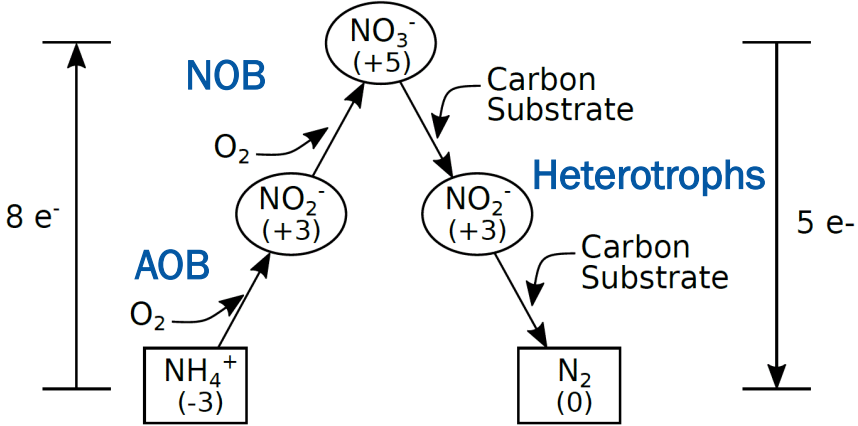 NO₃⁻
(+5)
NOB
Carbon
Substrate
O₂
Heterotrophs
NO₂⁻
(+3)
NO₂⁻
(+3)
8 e⁻
5 e-
AOB
Carbon
Substrate
O₂
NH₄⁺
(-3)
N₂
(0)